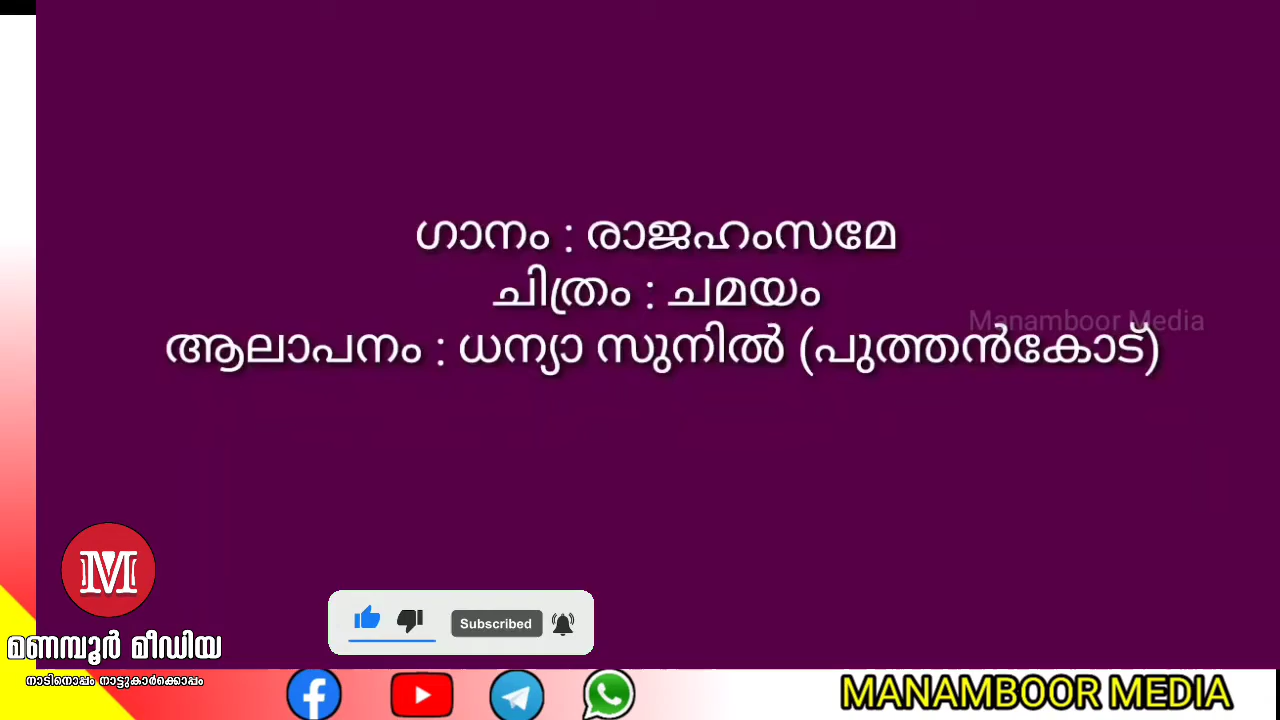 ഗാനം : രാജഹംസമേ
ചിത്രം : ചമയം
Manamboor Media
ആലാപനം : ധന്യാ സുനിൽ (പുത്തൻകോട്)
M
Subscribed
മണമ്പൂർ മീഡിയ
നാടിനൊപ്പം നാട്ടുകാർക്കൊപ്പം
MANAMBOOR MEDIA